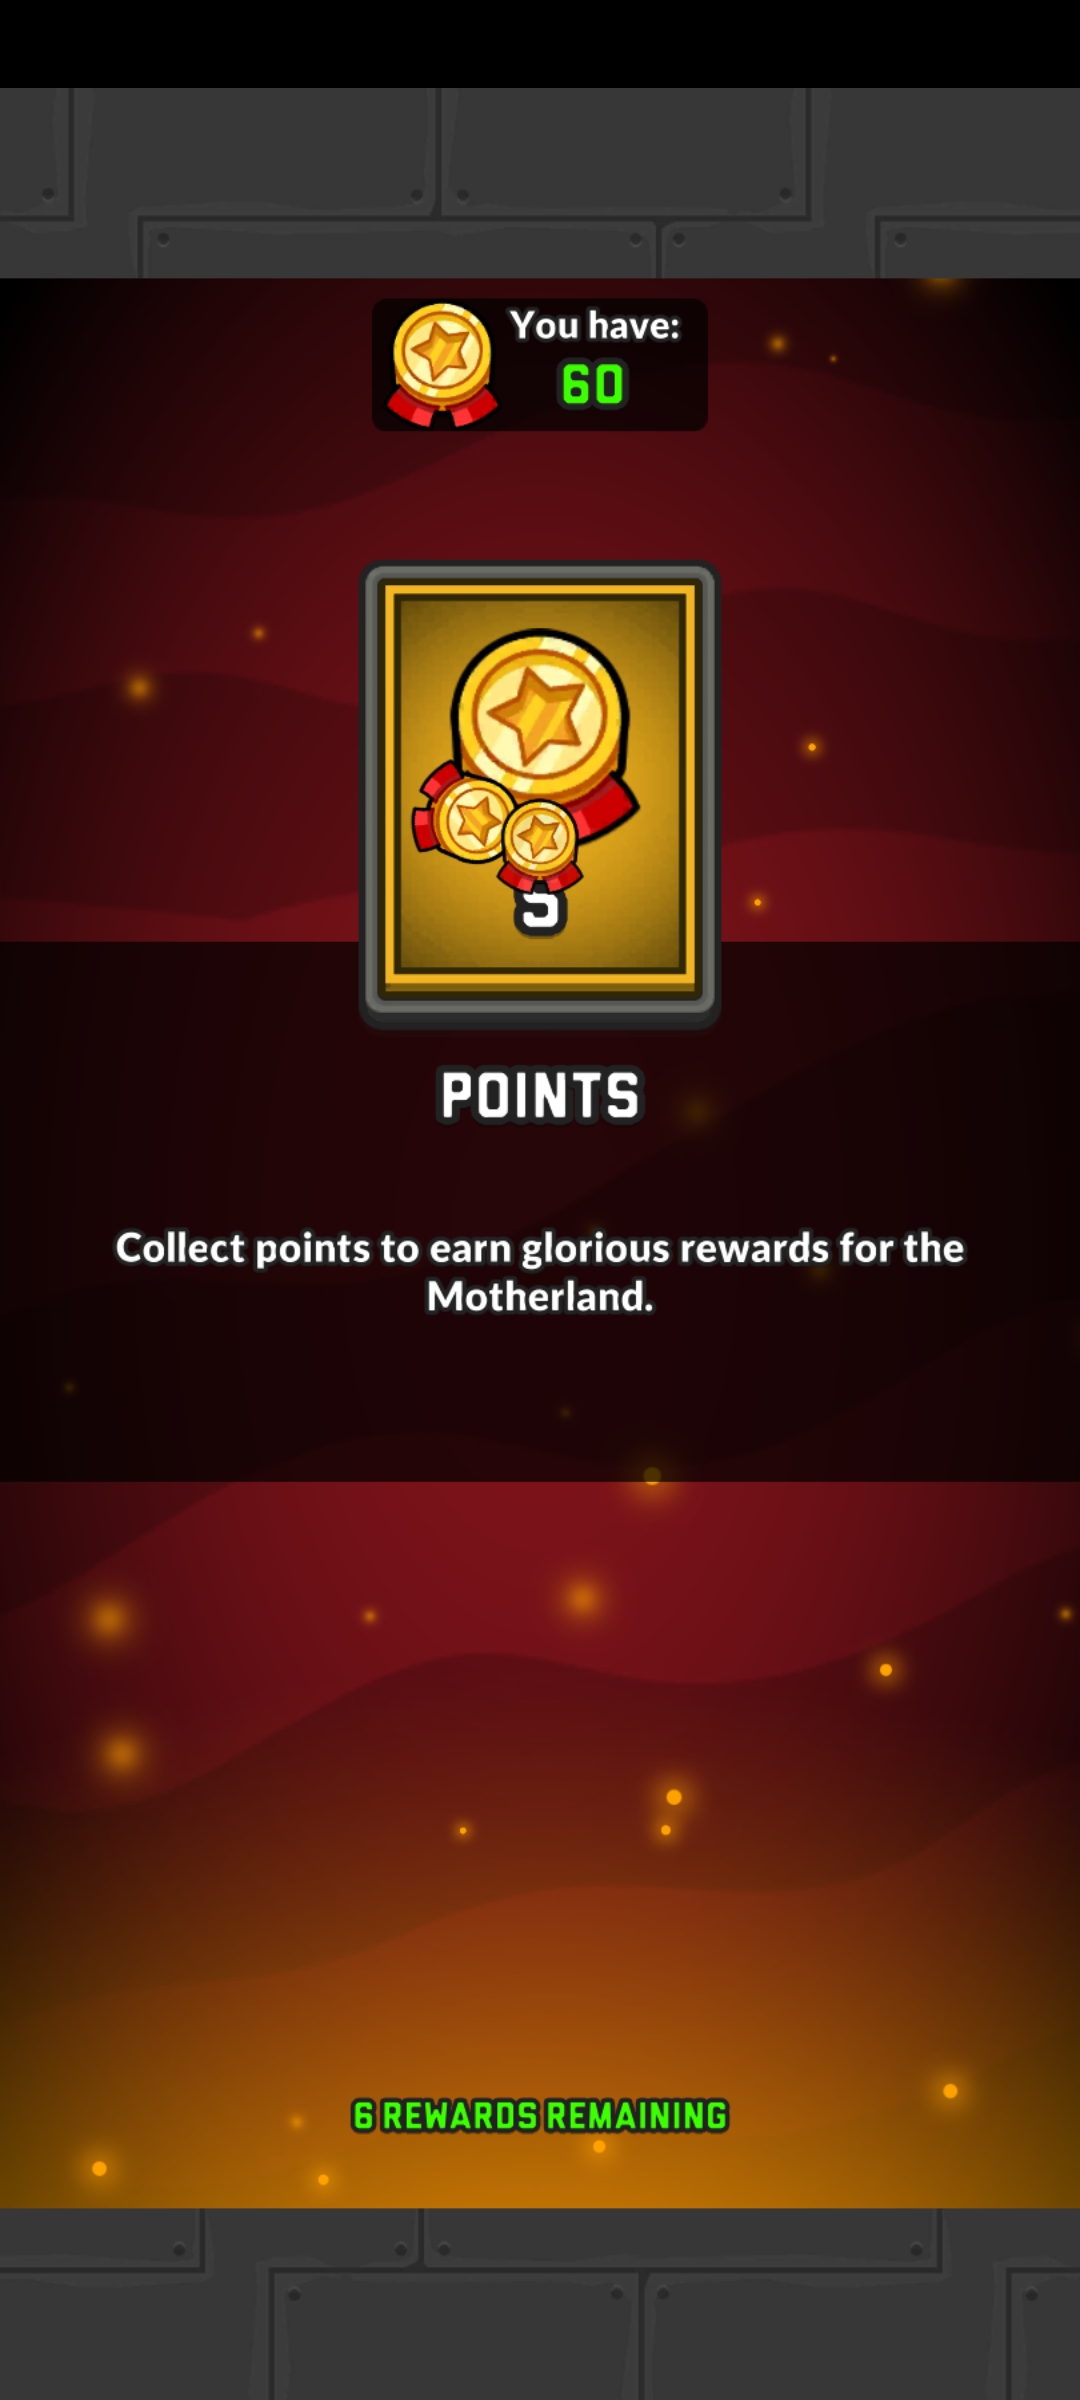 You have:
60
POINTS
Collect points to earn glorious rewards for the
Motherland.
6 REWARDS REMAINING